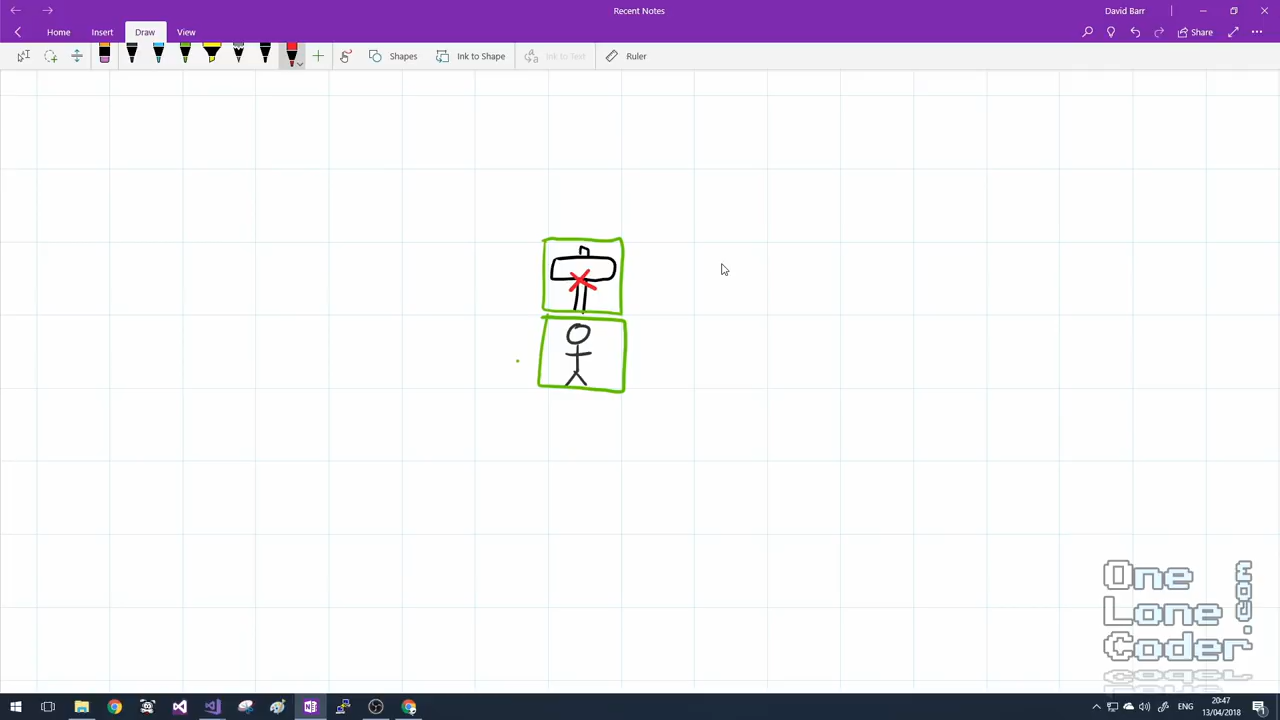 Recent Notes
David Barr
Home Insert Draw View
Share
Shapes Ink to Shape Ink to Text Ruler
One
Lone
Coder
.com
ENG
20:47
13/04/2018